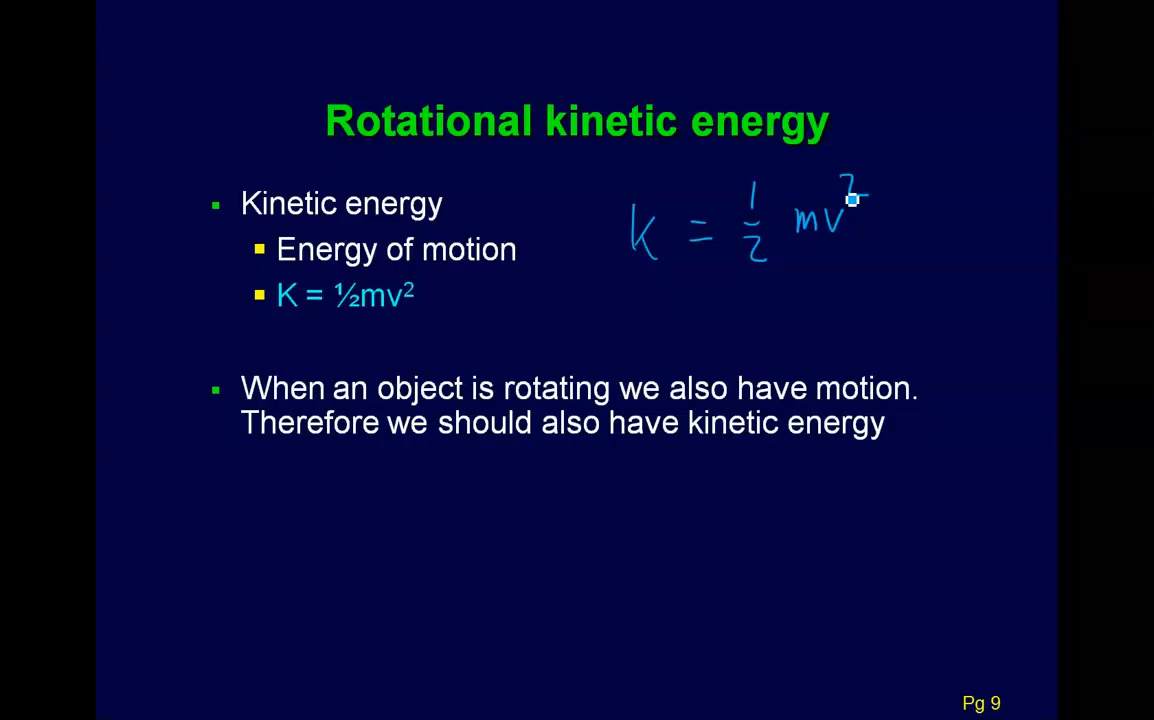 Rotational kinetic energy
▪ Kinetic energy
k = 1/2 mv²
▪ Energy of motion
▪ K = ½mv²
▪ When an object is rotating we also have motion.
Therefore we should also have kinetic energy
Pg 9